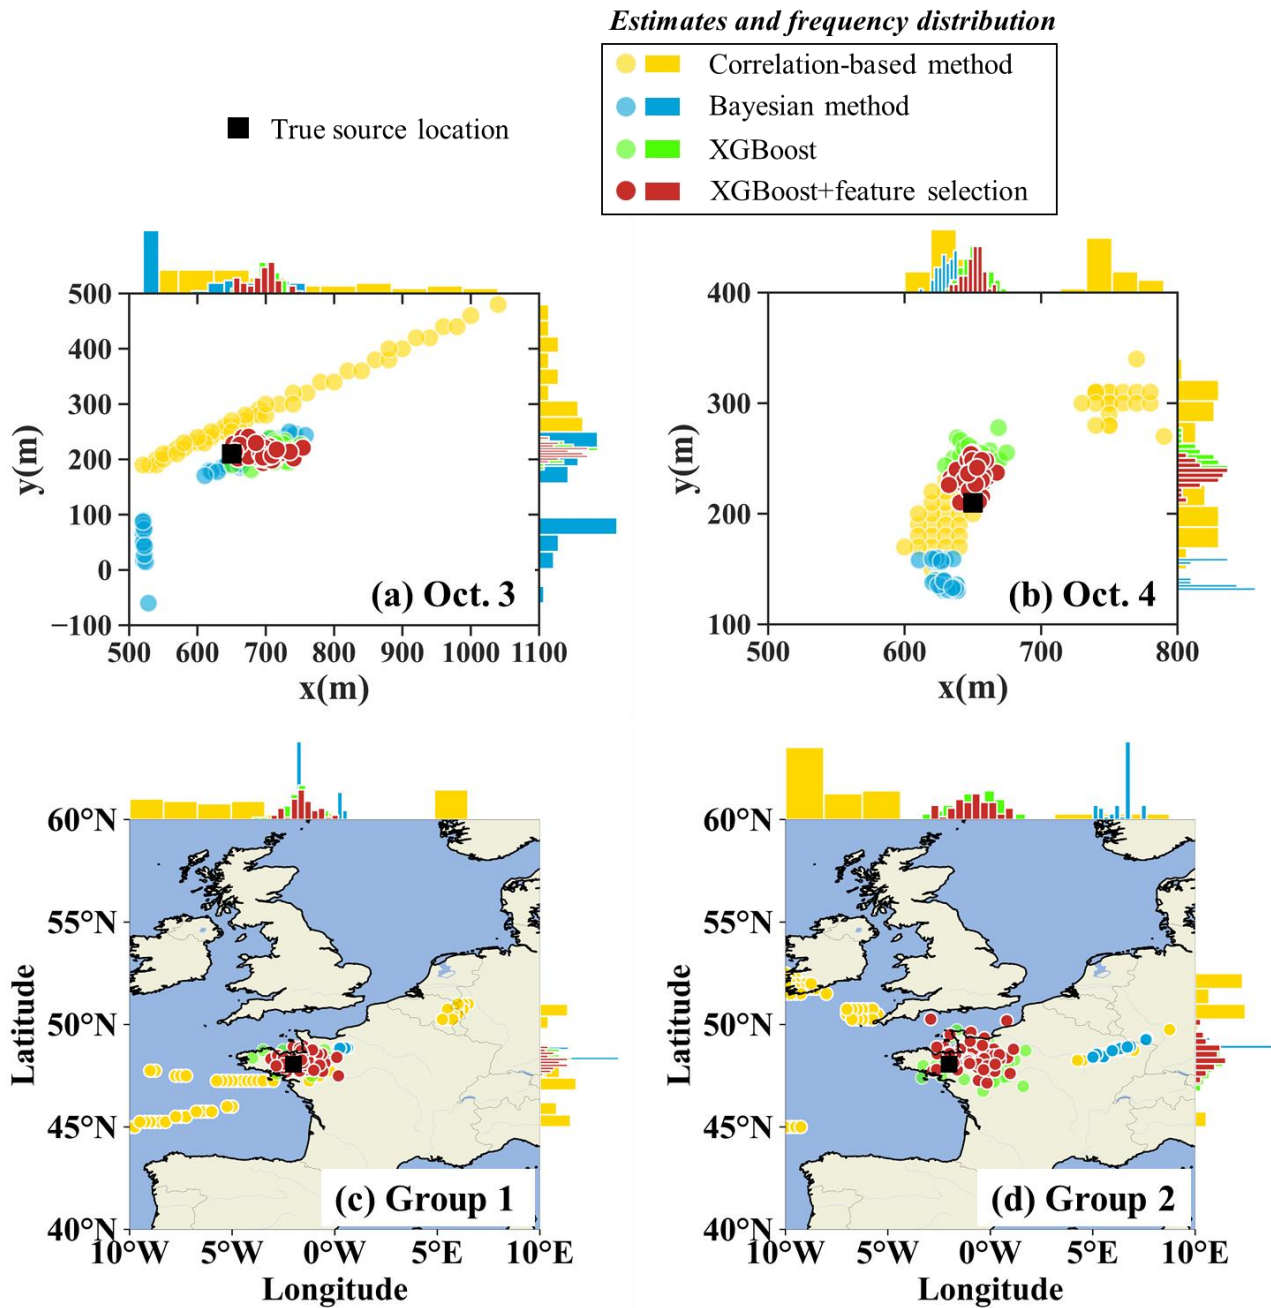 Estimates and frequency distribution
Correlation-based method
Bayesian method
True source location
XGBoost
XGBoost+feature selection
500
400
300
200
100
0
−100
y(m)
(a) Oct. 3
500 600 700 800 900 1000 1100
x(m)
400
300
200
100
y(m)
(b) Oct. 4
500 600 700 800
x(m)
60°N
55°N
50°N
45°N
40°N
Latitude
(c) Group 1
10°W 5°W 0°W 5°E 10°E
Longitude
60°N
55°N
50°N
45°N
40°N
Latitude
(d) Group 2
10°W 5°W 0°W 5°E 10°E
Longitude